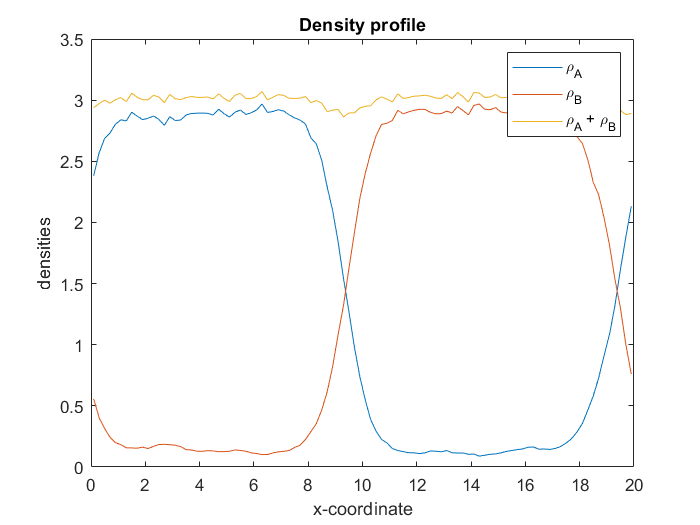 Density profile
3.5
3
2.5
2
1.5
1
0.5
0
0 2 4 6 8 10 12 14 16 18 20
densities
x-coordinate
ρA
ρB
ρA + ρB